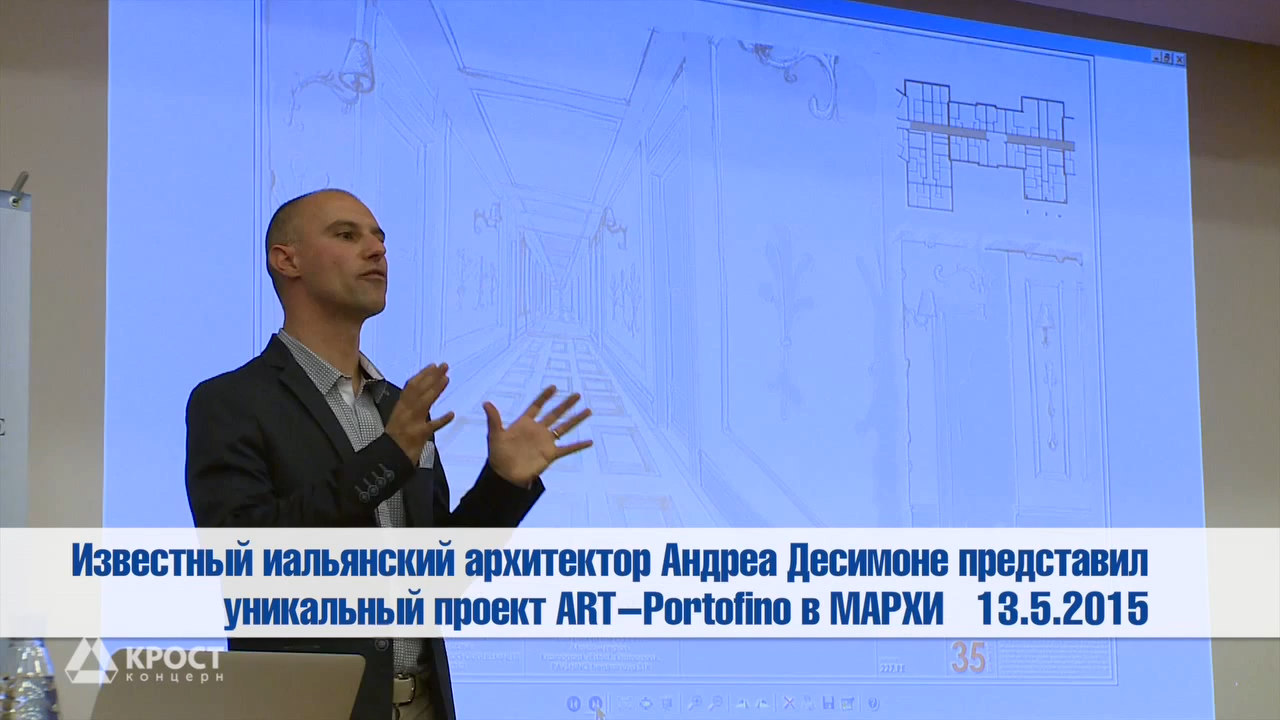 Известный иальянский архитектор Андреа Десимоне представил
уникальный проект ART-Portofino в МАРХИ 13.5.2015
КРОСТ
концерн
35